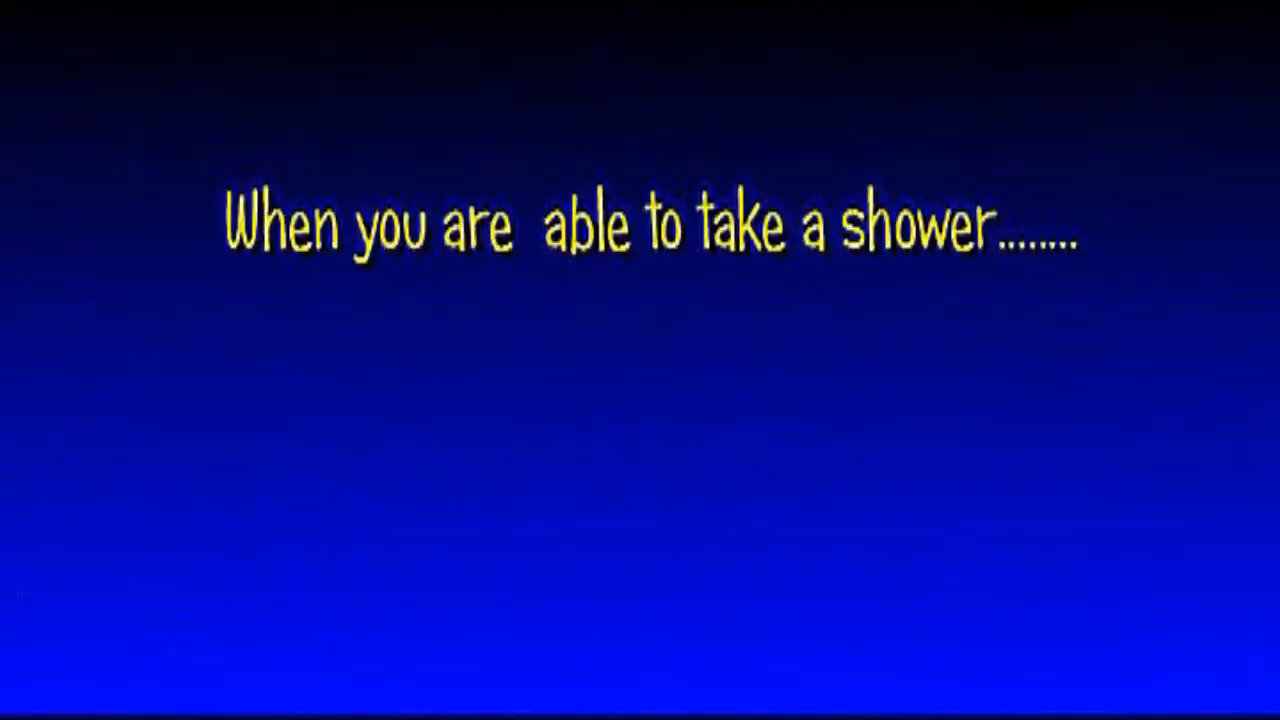 When you are  able to take a shower........